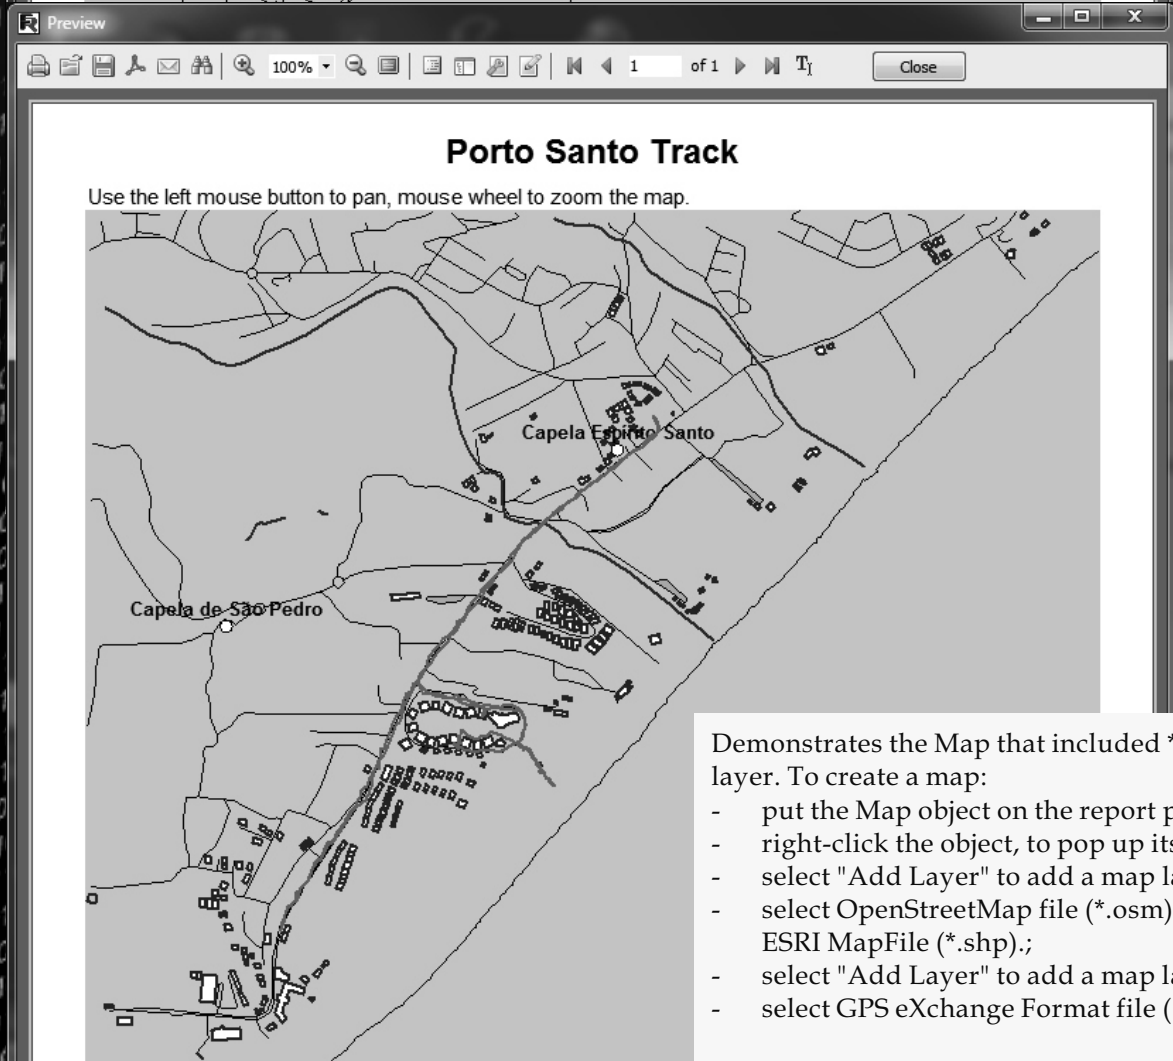 Preview
100%
1 of 1
Close
Porto Santo Track
Use the left mouse button to pan, mouse wheel to zoom the map.
Capela Espírito Santo
Capela de São Pedro
Demonstrates the Map that included *
layer. To create a map:
- put the Map object on the report p
- right-click the object, to pop up its
- select "Add Layer" to add a map la
- select OpenStreetMap file (*.osm)
ESRI MapFile (*.shp).;
- select "Add Layer" to add a map la
- select GPS eXchange Format file (